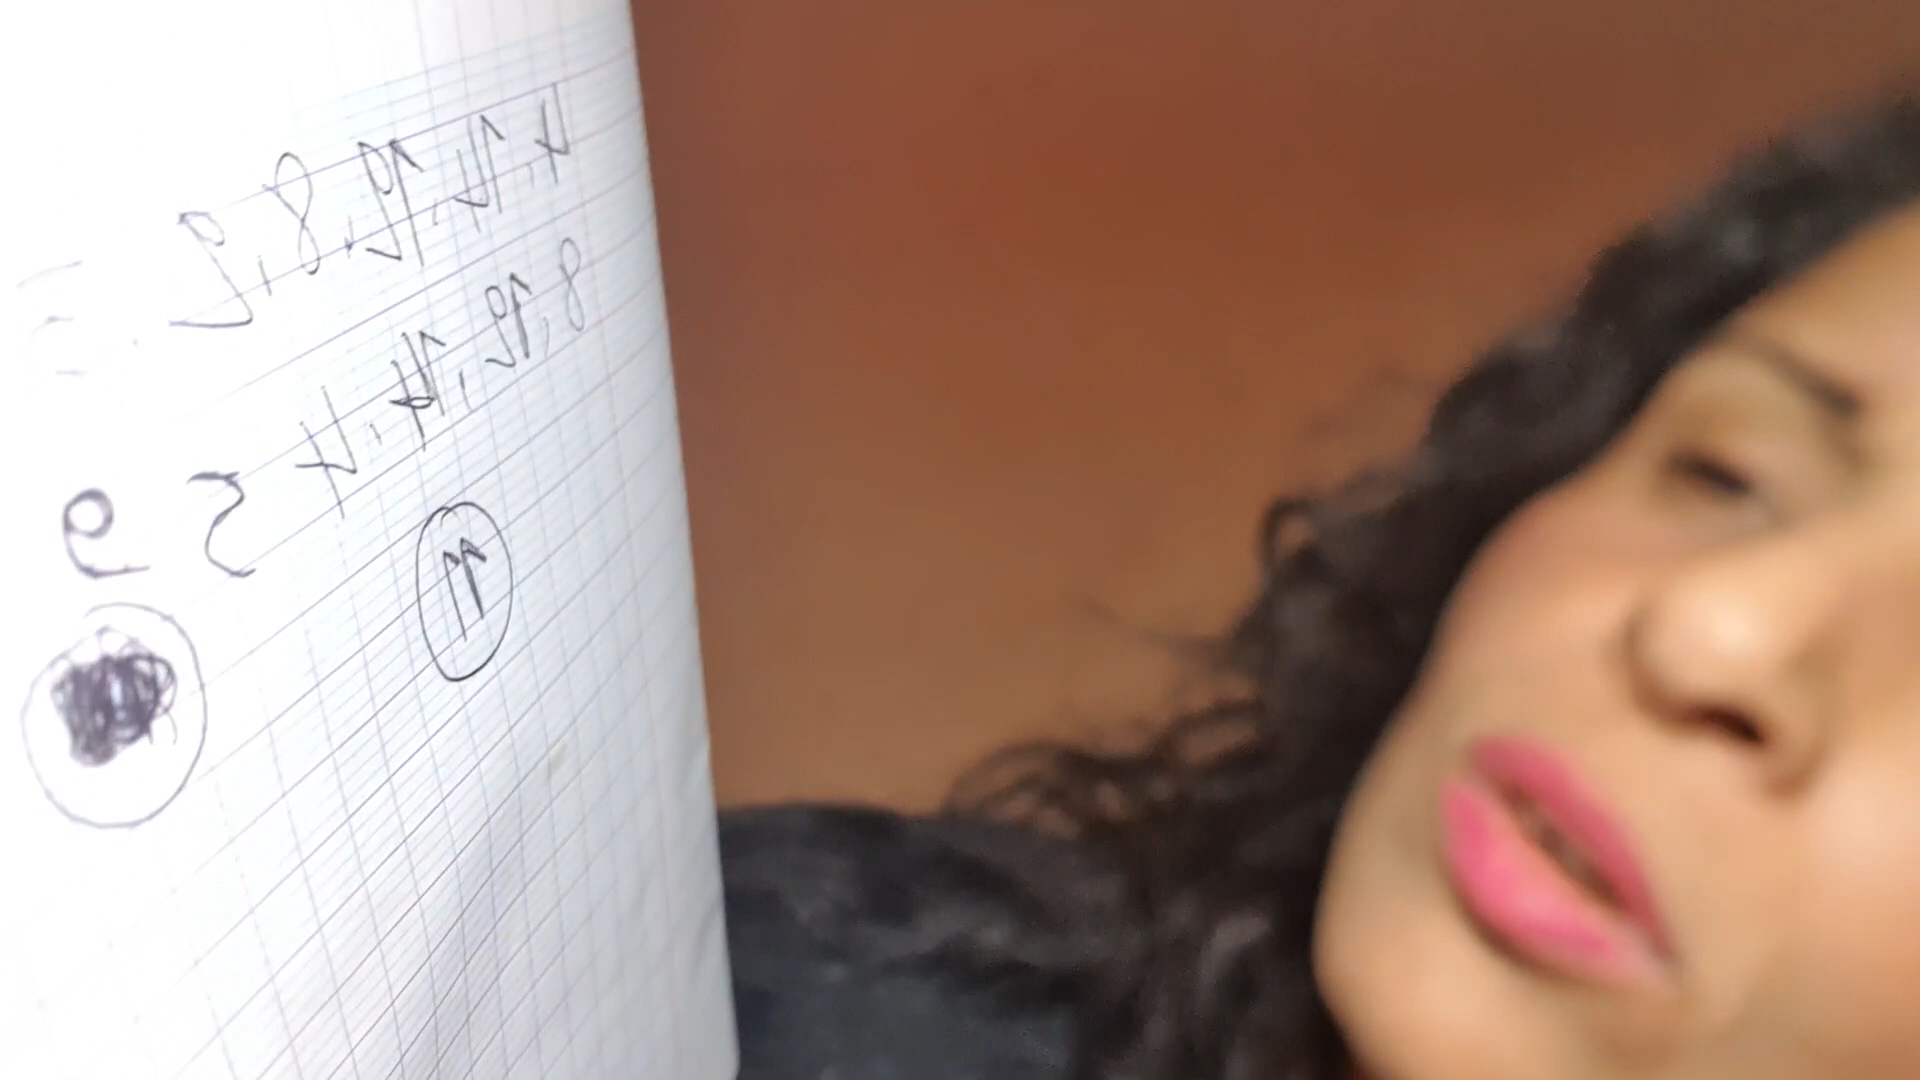 4, 14, 12, 8, 2 =
8, 12, 14, 4
11